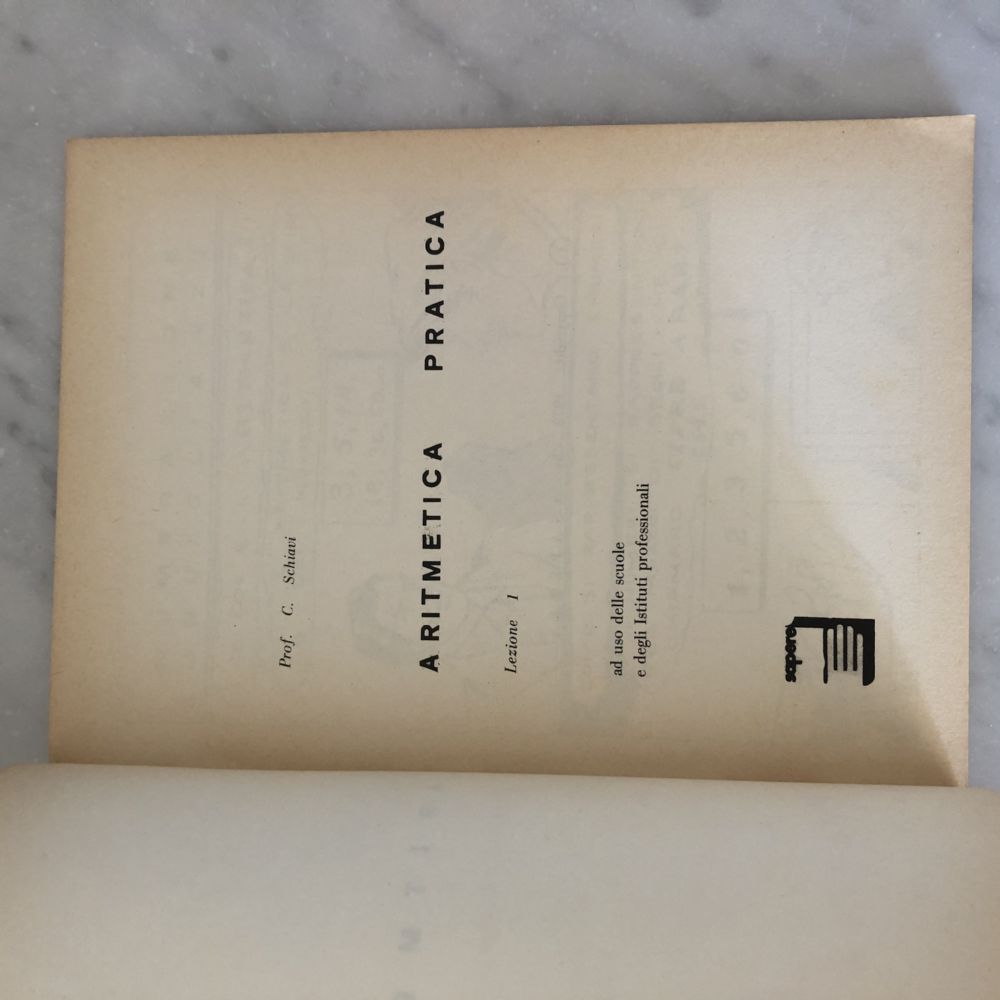 Prof. C. Schiavi
ARITMETICA PRATICA
Lezione 1
ad uso delle scuole
e degli Istituti professionali
sapere